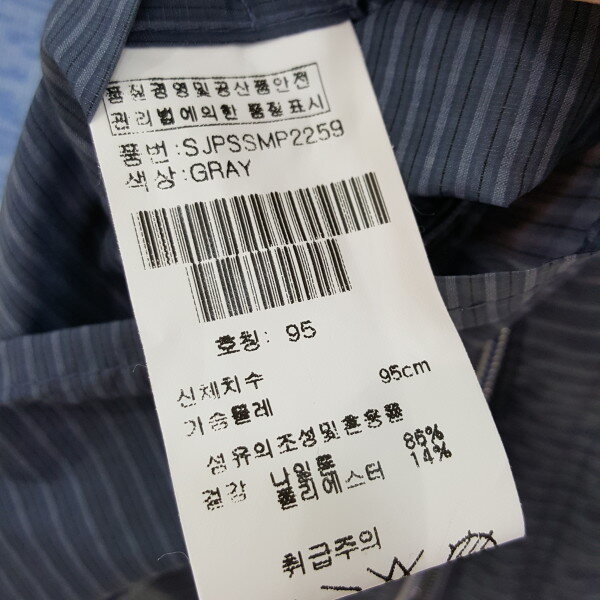 품질경영및공산품안전
관리법에의한 품질표시
품번:SJPSSMP2259
색상:GRAY
호칭: 95
신체치수
가슴둘레 95cm
섬유의조성및혼용률
겉감 나일론 86%
폴리에스터 14%
취급주의